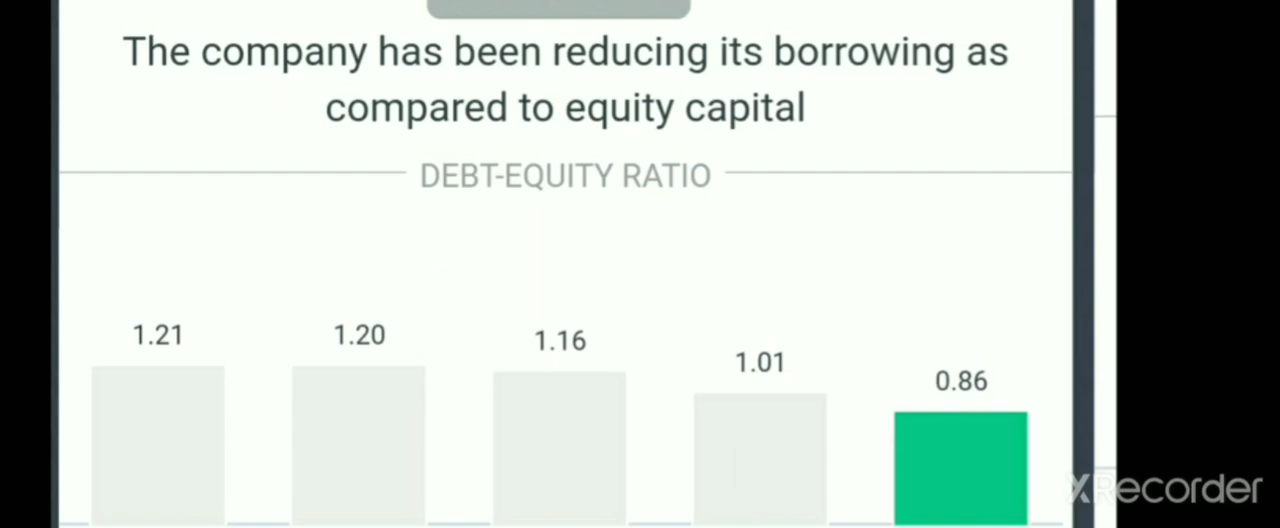 The company has been reducing its borrowing as
compared to equity capital
DEBT-EQUITY RATIO
1.21
1.20
1.16
1.01
0.86
XRecorder